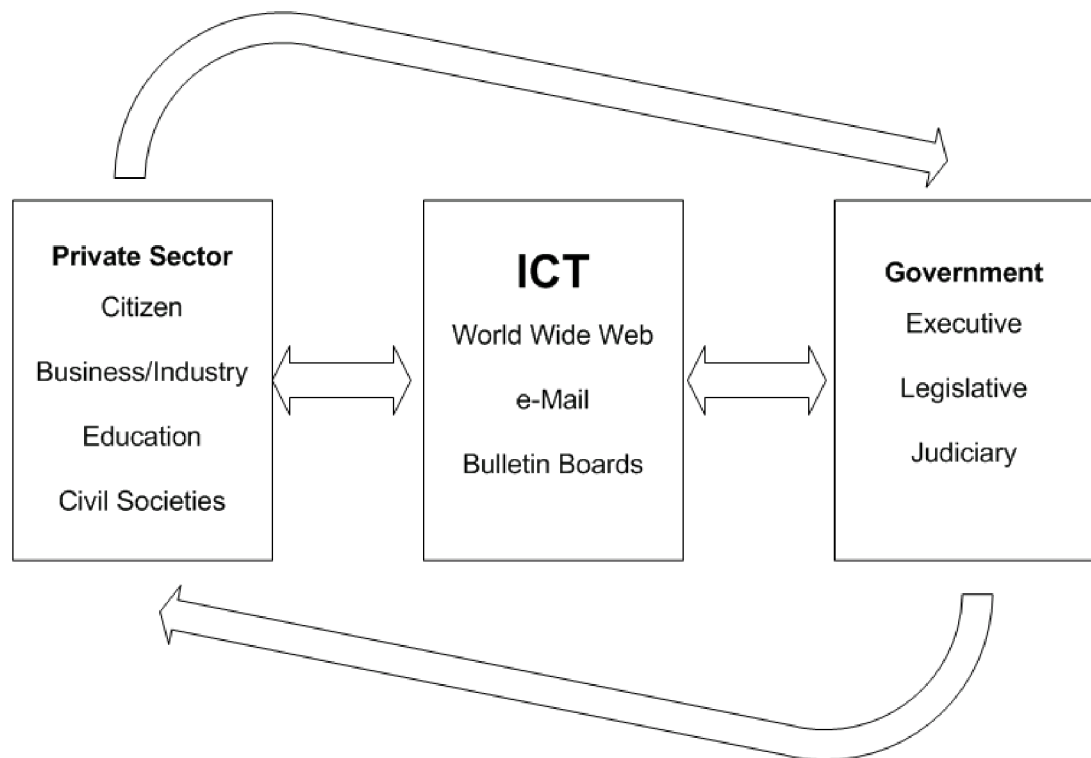 Private Sector
Citizen
Business/Industry
Education
Civil Societies
ICT
World Wide Web
e-Mail
Bulletin Boards
Government
Executive
Legislative
Judiciary